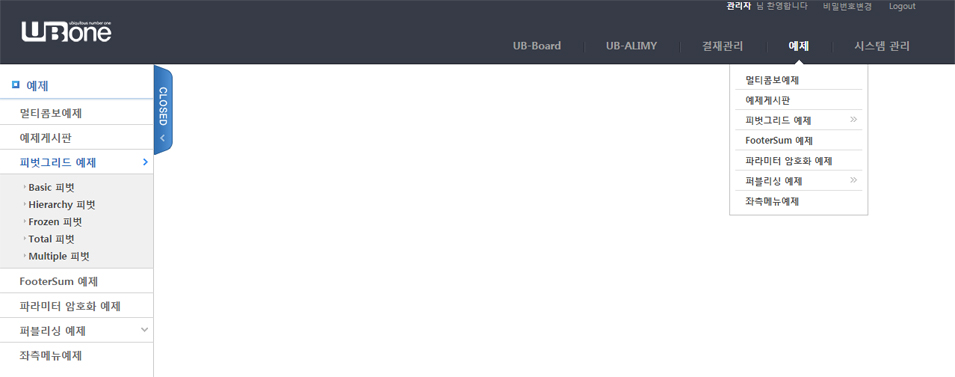 관리자 님 환영합니다 비밀번호변경 Logout
ubiquitous number one
UBone
UB-Board UB-ALIMY 결재관리 예제 시스템 관리
예제
멀티콤보예제
예제게시판
피벗그리드 예제
Basic 피벗
Hierarchy 피벗
Frozen 피벗
Total 피벗
Multiple 피벗
FooterSum 예제
파라미터 암호화 예제
퍼블리싱 예제
좌측메뉴예제
CLOSED
멀티콤보예제
예제게시판
피벗그리드 예제
FooterSum 예제
파라미터 암호화 예제
퍼블리싱 예제
좌측메뉴예제